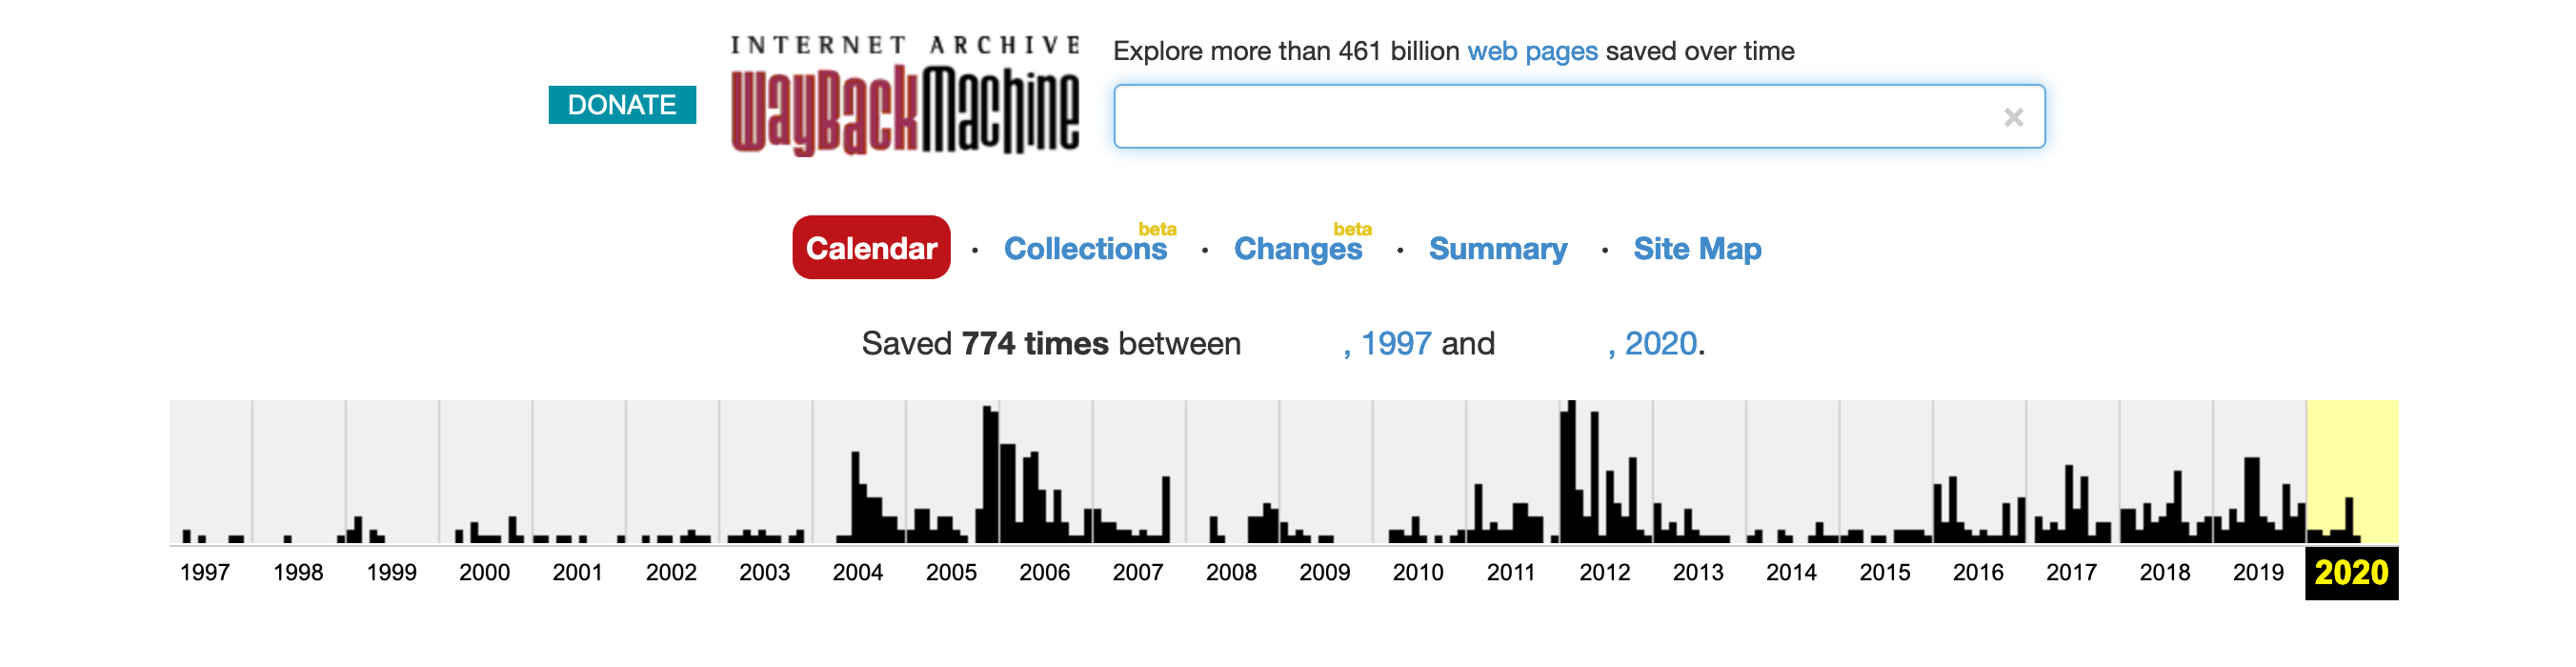 INTERNET ARCHIVE
WayBackMachine
DONATE
Explore more than 461 billion web pages saved over time
×
Calendar · Collections beta · Changes beta · Summary · Site Map
Saved 774 times between , 1997 and , 2020.
1997 1998 1999 2000 2001 2002 2003 2004 2005 2006 2007 2008 2009 2010 2011 2012 2013 2014 2015 2016 2017 2018 2019 2020